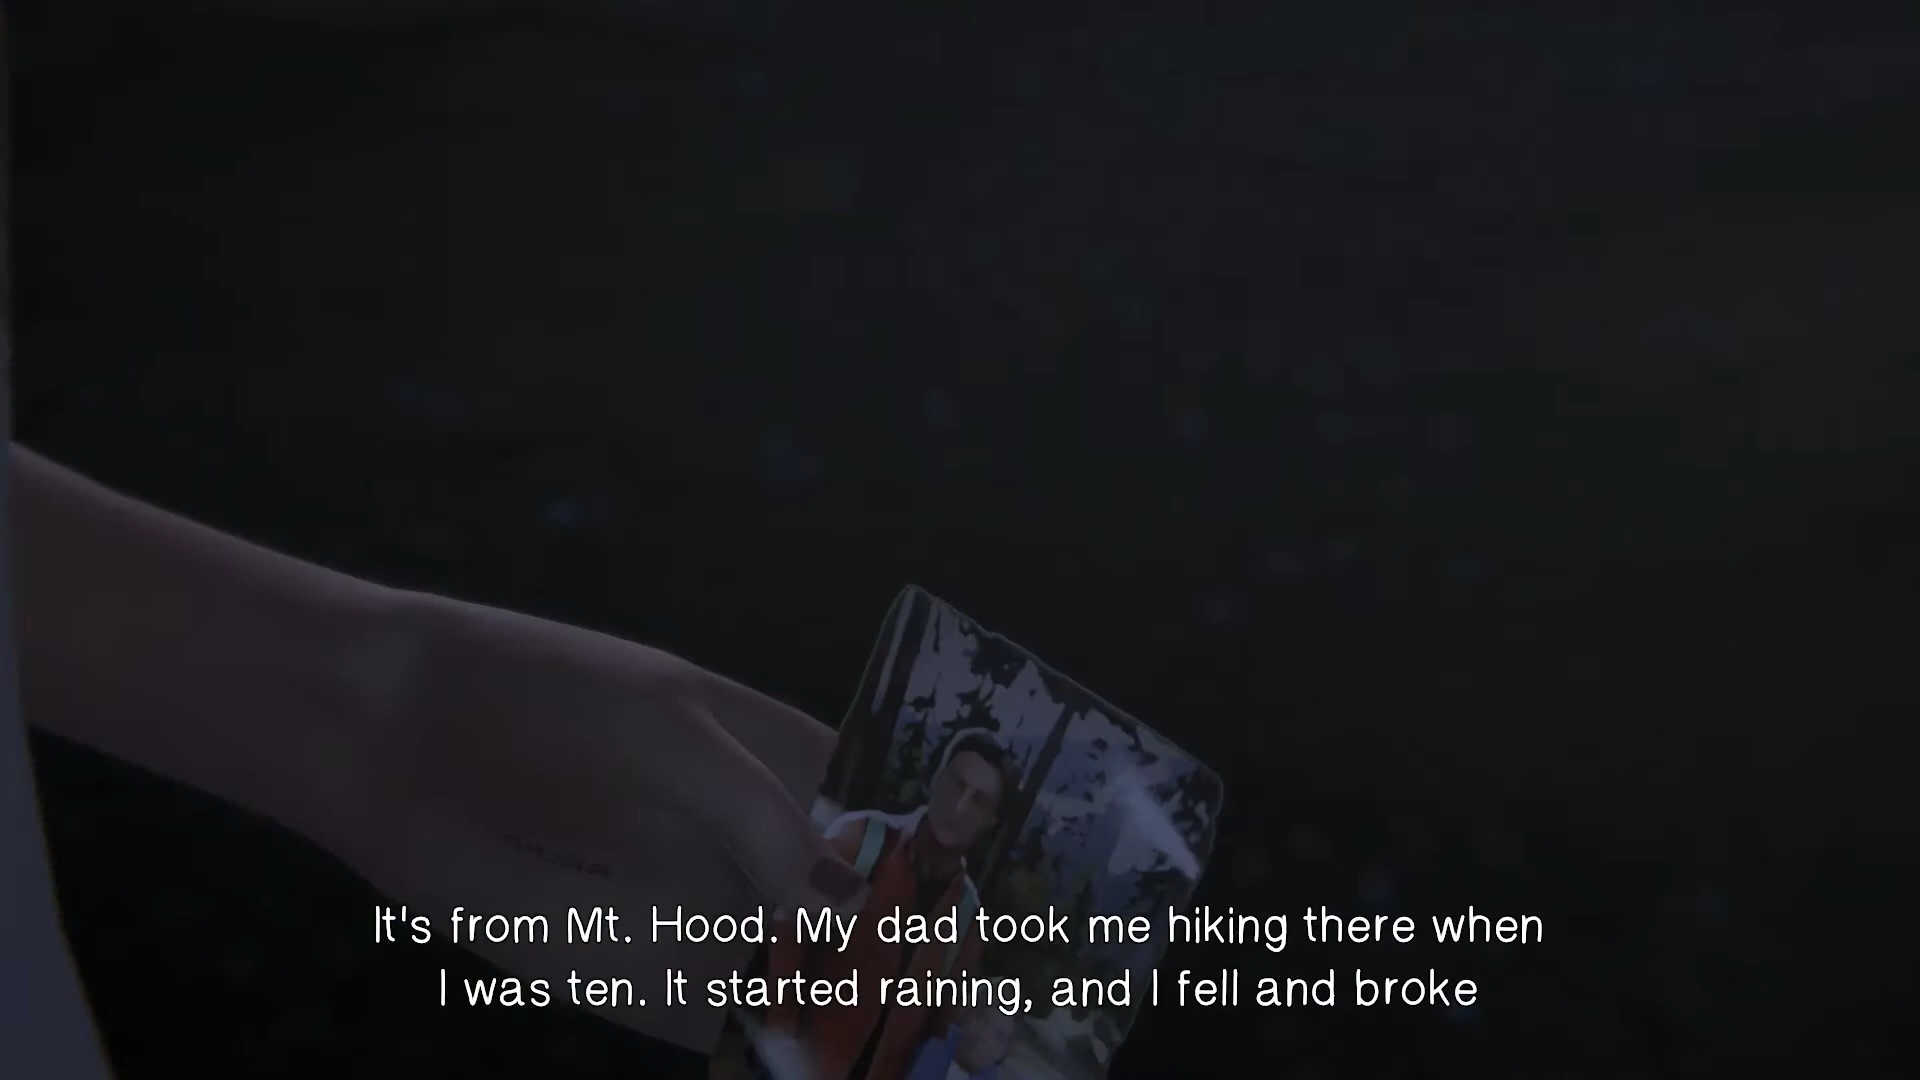 It's from Mt. Hood. My dad took me hiking there when
I was ten. It started raining, and I fell and broke